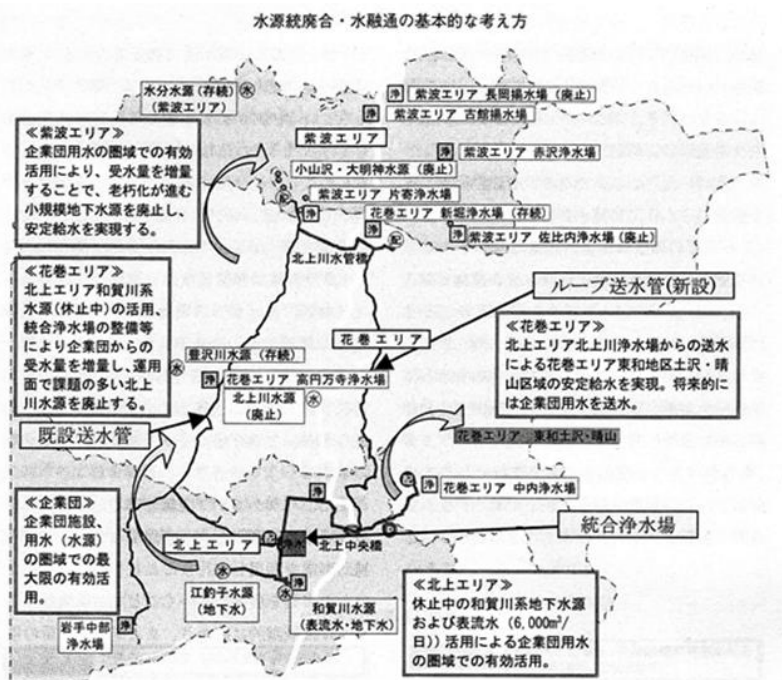 水源統廃合・水融通の基本的な考え方
水分水源（存続）
（紫波エリア）
水
浄
紫波エリア 長岡揚水場（廃止）
浄
紫波エリア 古館揚水場
紫波エリア
浄
紫波エリア 赤沢浄水場
小山沢・大明神水源（廃止）
紫波エリア 片寄浄水場
浄
花巻エリア 新堀浄水場（存続）
配
浄
紫波エリア 佐比内浄水場（廃止）
北上川水管橋
≪紫波エリア≫
企業団用水の圏域での有効
活用により、受水量を増量
することで、老朽化が進む
小規模地下水源を廃止し、
安定給水を実現する。
≪花巻エリア≫
北上エリア和賀川系
水源(休止中）の活用、
統合浄水場の整備等
により企業団からの
受水量を増量し、運用
面で課題の多い北上
川水源を廃止する。
ループ送水管(新設)
花巻エリア
≪花巻エリア≫
北上エリア北上川浄水場からの送水
による花巻エリア東和地区土沢・晴
山区域の安定給水を実現。将来的に
は企業団用水を送水。
豊沢川水源（存続）
水
浄
花巻エリア 高円万寺浄水場
北上川水源
（廃止）
水
既設送水管
花巻エリア 東和土沢・晴山
浄
花巻エリア 中内浄水場
浄
≪企業団≫
企業団施設、
用水（水源）
の圏域での最
大限の有効活
用。
北上エリア
北上中央橋
統合浄水場
水
浄
水
江釣子水源
（地下水）
和賀川水源
（表流水・地下水）
岩手中部
浄水場
浄
≪北上エリア≫
休止中の和賀川系地下水源
および表流水（6,000m³/
日)）活用による企業団用水
の圏域での有効活用。